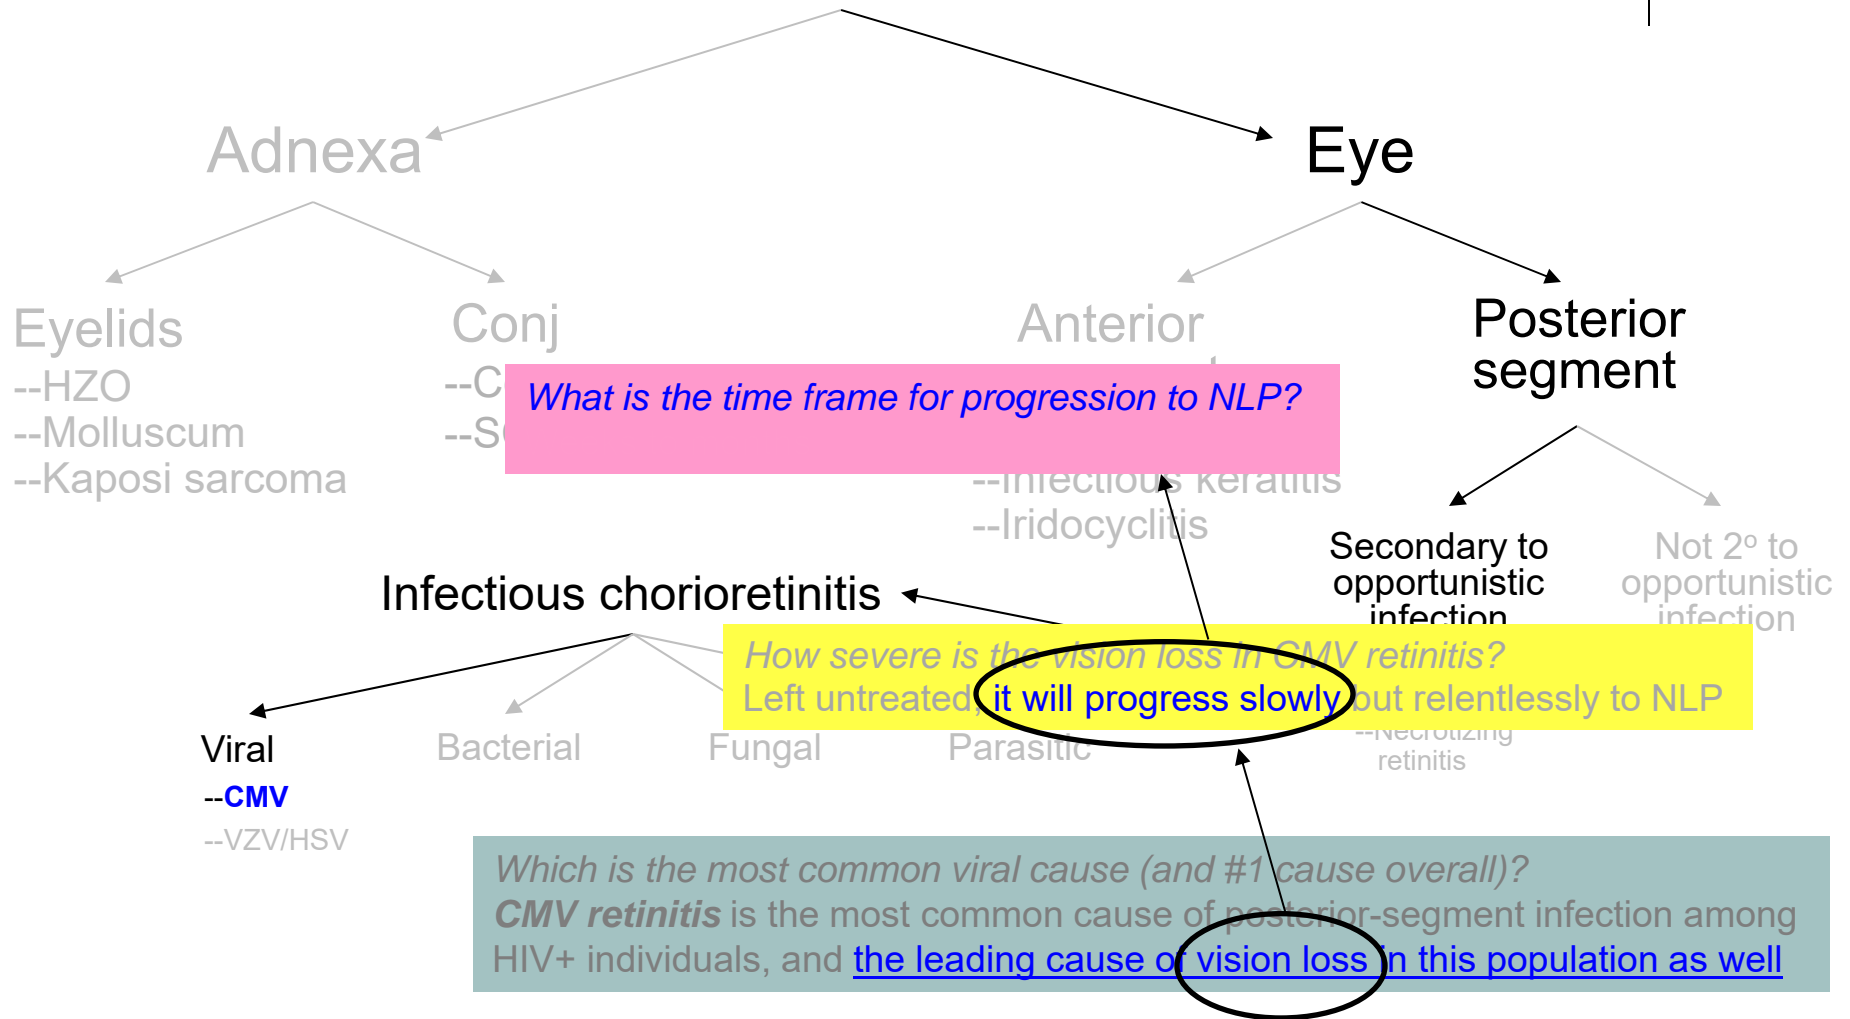 Adnexa
Eye
Eyelids
--HZO
--Molluscum
--Kaposi sarcoma
Conj
Anterior
--Infectious keratitis
--Iridocyclitis
Posterior
segment
What is the time frame for progression to NLP?
Secondary to
opportunistic
infection
Not 2º to
opportunistic
infection
Infectious chorioretinitis
How severe is the vision loss in CMV retinitis?
Left untreated, it will progress slowly but relentlessly to NLP
Viral
--CMV
--VZV/HSV
Bacterial
Fungal
Parasitic
--Necrotizing
retinitis
Which is the most common viral cause (and #1 cause overall)?
CMV retinitis is the most common cause of posterior-segment infection among
HIV+ individuals, and the leading cause of vision loss in this population as well